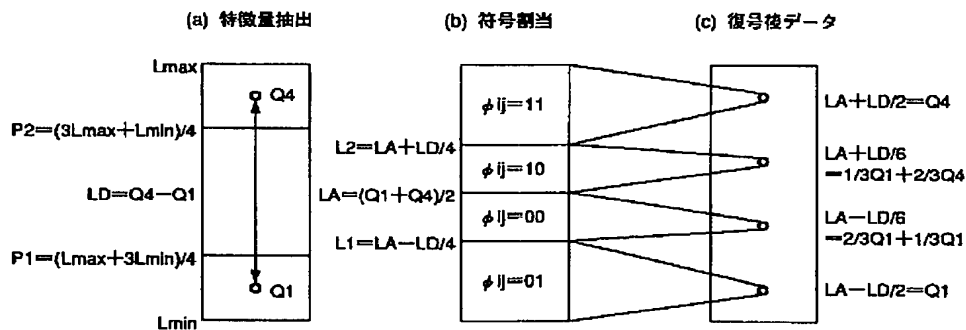 (a) 特徴量抽出
Lmax
Q4
P2=(3Lmax+Lmin)/4
LD=Q4−Q1
P1=(Lmax+3Lmin)/4
Q1
Lmin
(b) 符号割当
φij=11
L2=LA+LD/4
φij=10
LA=(Q1+Q4)/2
φij=00
L1=LA−LD/4
φij=01
(c) 復号後データ
LA+LD/2=Q4
LA+LD/6
=1/3Q1+2/3Q4
LA−LD/6
=2/3Q1+1/3Q1
LA−LD/2=Q1